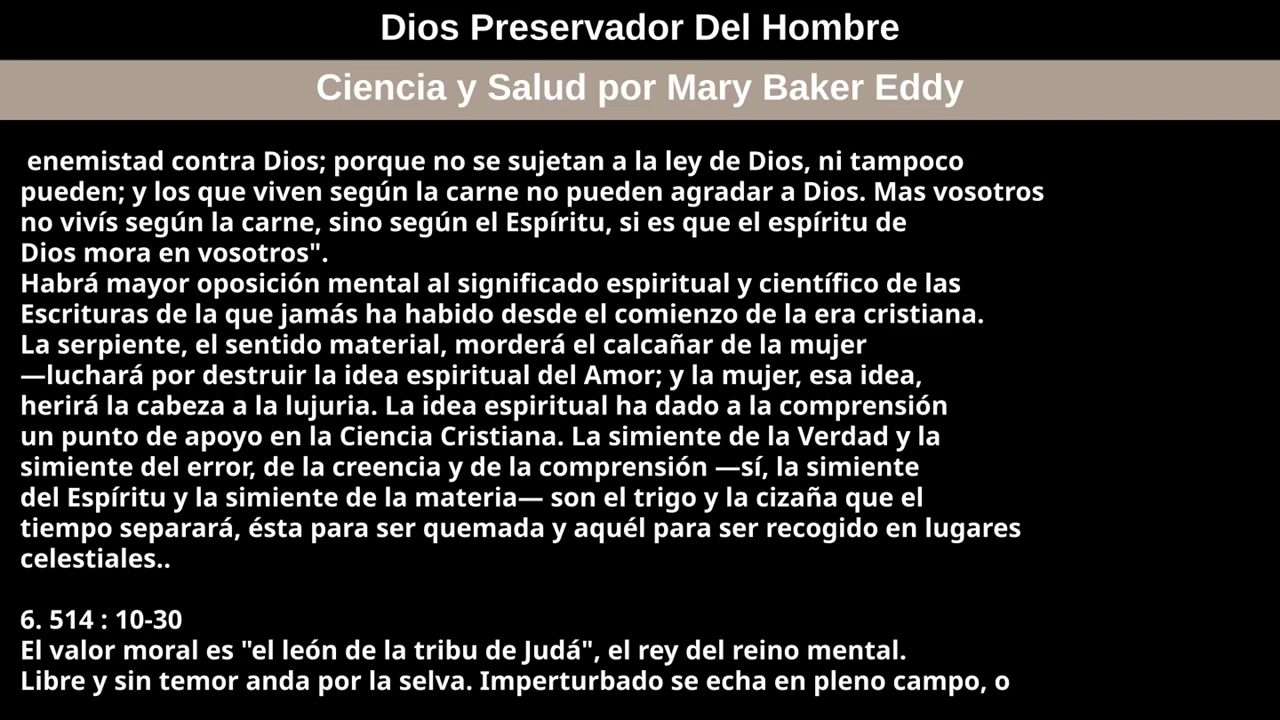 Dios Preservador Del Hombre
Ciencia y Salud por Mary Baker Eddy
enemistad contra Dios; porque no se sujetan a la ley de Dios, ni tampoco
pueden; y los que viven según la carne no pueden agradar a Dios. Mas vosotros
no vivís según la carne, sino según el Espíritu, si es que el espíritu de
Dios mora en vosotros".
Habrá mayor oposición mental al significado espiritual y científico de las
Escrituras de la que jamás ha habido desde el comienzo de la era cristiana.
La serpiente, el sentido material, morderá el calcañar de la mujer
—luchará por destruir la idea espiritual del Amor; y la mujer, esa idea,
herirá la cabeza a la lujuria. La idea espiritual ha dado a la comprensión
un punto de apoyo en la Ciencia Cristiana. La simiente de la Verdad y la
simiente del error, de la creencia y de la comprensión —sí, la simiente
del Espíritu y la simiente de la materia— son el trigo y la cizaña que el
tiempo separará, ésta para ser quemada y aquél para ser recogido en lugares
celestiales..
6. 514 : 10-30
El valor moral es "el león de la tribu de Judá", el rey del reino mental.
Libre y sin temor anda por la selva. Imperturbado se echa en pleno campo, o